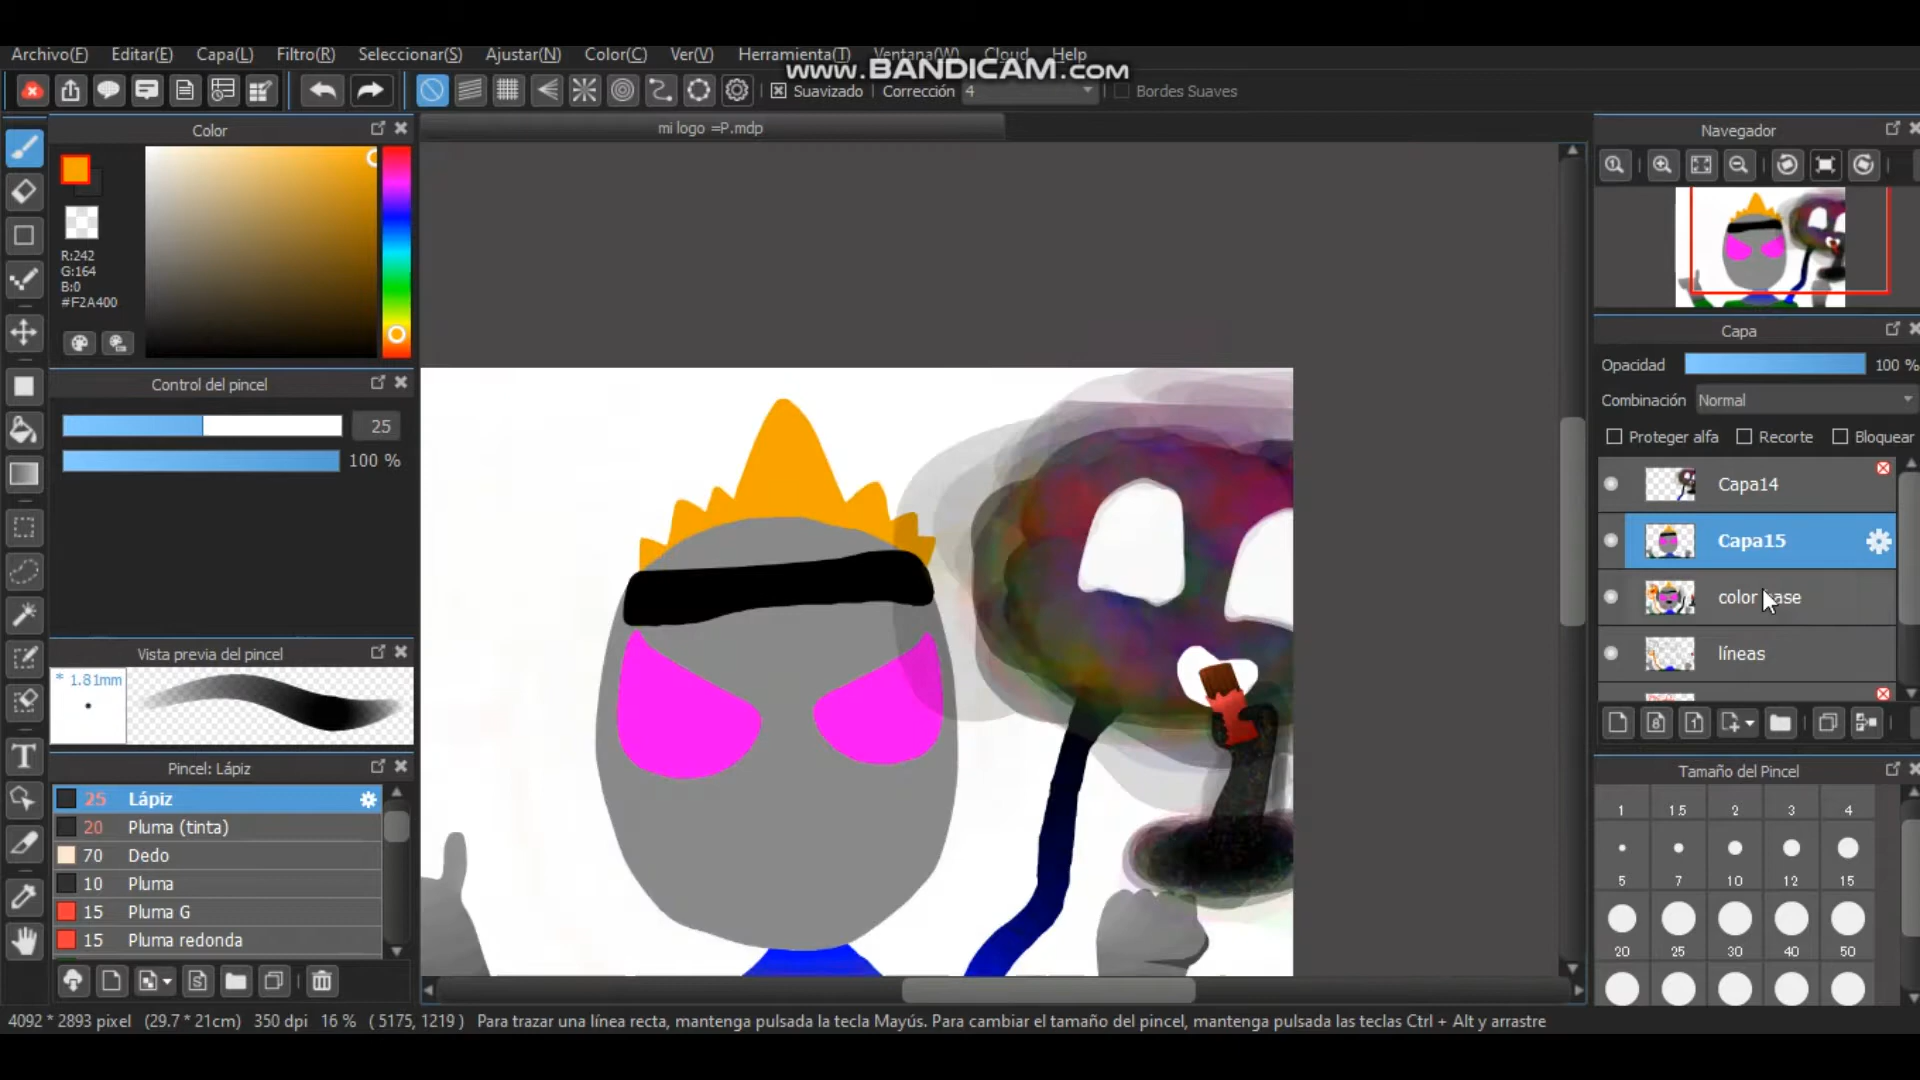 Archivo(F) Editar(E) Capa(L) Filtro(R) Seleccionar(S) Ajustar(N) Color(C) Ver(V) Herramienta(T) Ventana(W) Cloud Help
www.BANDICAM.com
Suavizado Corrección 4 Bordes Suaves
Color
mi logo =P.mdp
Navegador
R:242
G:164
B:0
#F2A400
Capa
Opacidad 100 %
Combinación Normal
Proteger alfa Recorte Bloquear
Control del pincel
25
100 %
Capa14
Capa15
color base
líneas
Vista previa del pincel
* 1.81mm
Pincel: Lápiz
25 Lápiz
20 Pluma (tinta)
70 Dedo
10 Pluma
15 Pluma G
15 Pluma redonda
Tamaño del Pincel
1 1.5 2 3 4
5 7 10 12 15
20 25 30 40 50
4092 * 2893 pixel (29.7 * 21cm) 350 dpi 16 % ( 5175, 1219 ) Para trazar una línea recta, mantenga pulsada la tecla Mayús. Para cambiar el tamaño del pincel, mantenga pulsada las teclas Ctrl + Alt y arrastre